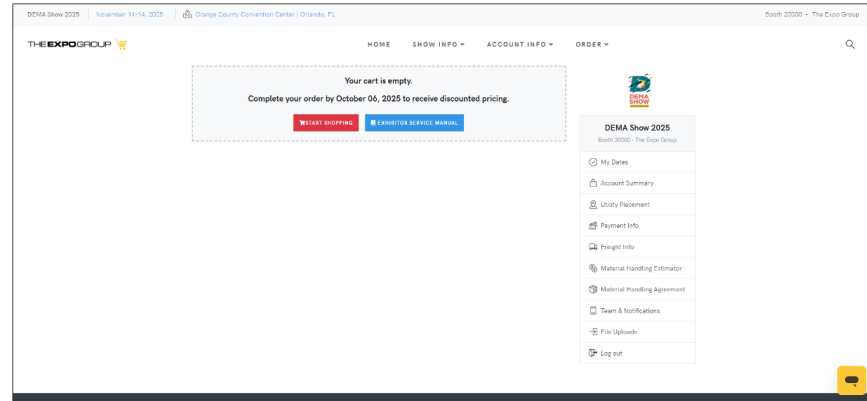 DEMA Show 2025
November 11-14, 2025
Orange County Convention Center | Orlando, FL
Booth 20000 - The Expo Group
THEEXPOGROUP
HOME
SHOW INFO
ACCOUNT INFO
ORDER
Your cart is empty.
Complete your order by October 06, 2025 to receive discounted pricing.
START SHOPPING
EXHIBITOR SERVICE MANUAL
DEMA
SHOW
DEMA Show 2025
Booth 20000 - The Expo Group
My Dates
Account Summary
Utility Placement
Payment Info
Freight Info
Material Handling Estimator
Material Handling Agreement
Team & Notifications
File Uploads
Log out